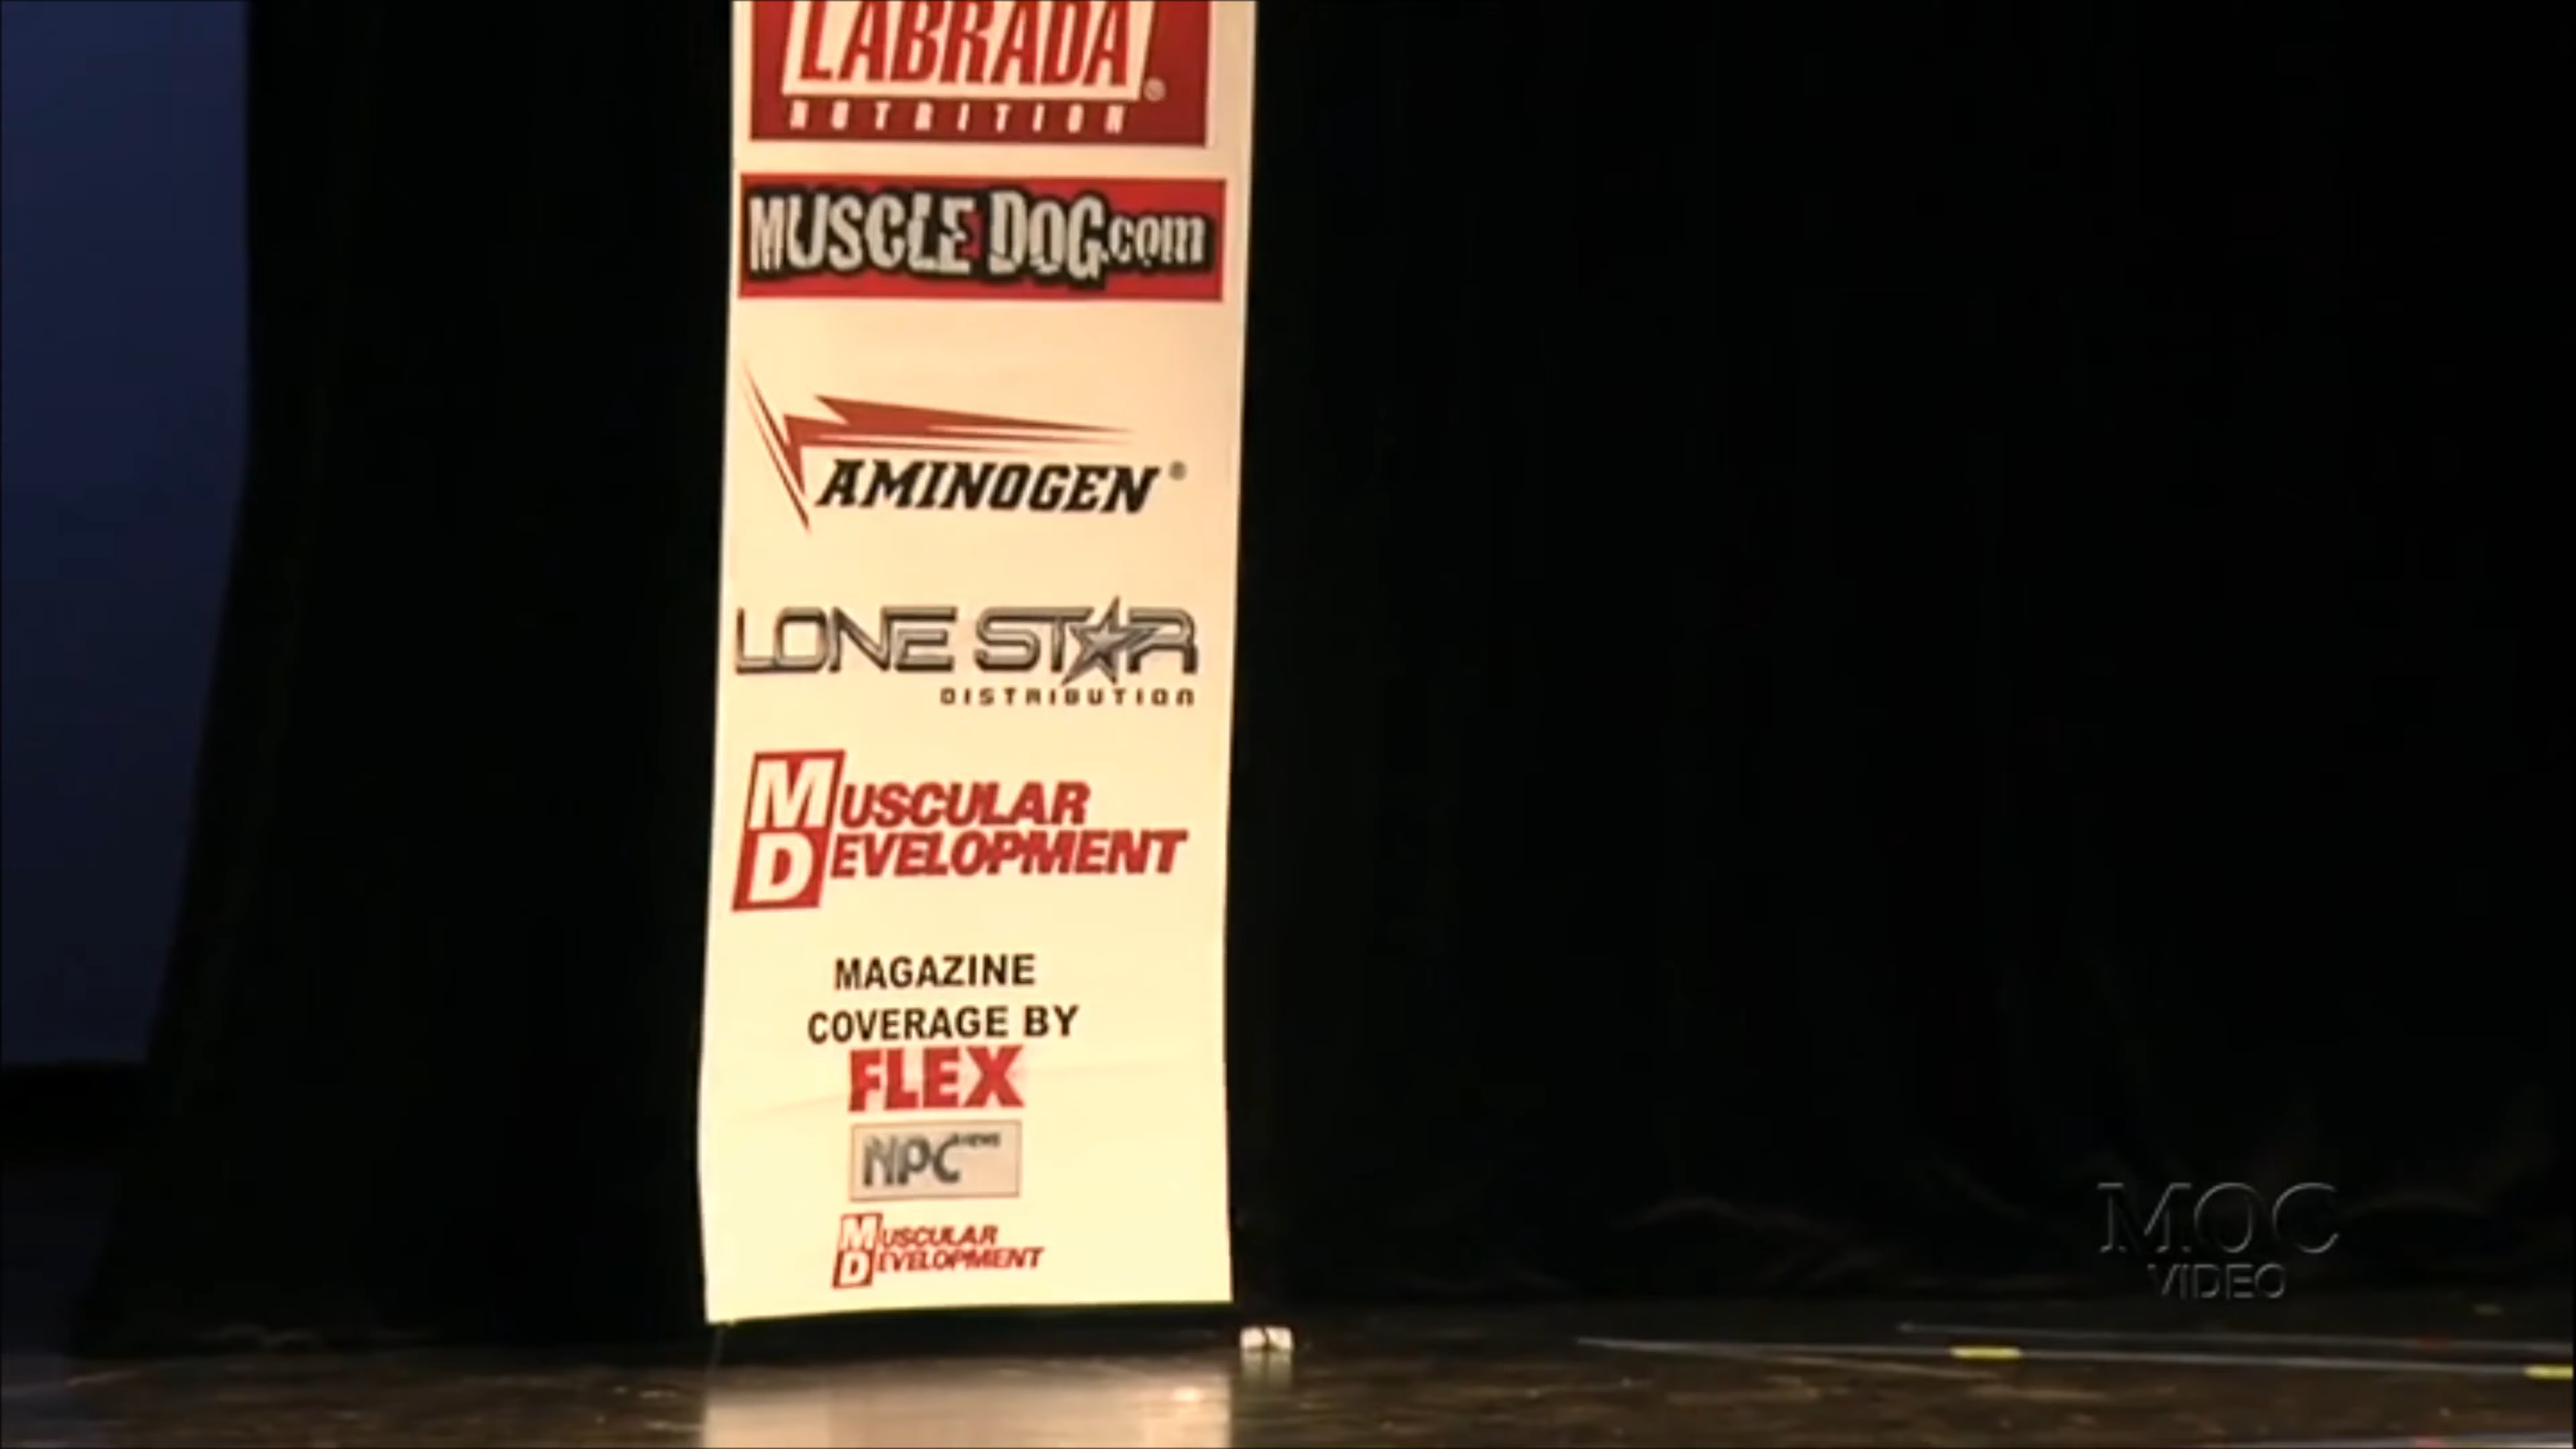 LABRADA®
NUTRITION
MUSCLE DOG.com
AMINOGEN®
LONE STAR
DISTRIBUTION
MUSCULAR
DEVELOPMENT
MAGAZINE
COVERAGE BY
FLEX
NPC NEWS
MUSCULAR
DEVELOPMENT
MOC
VIDEO